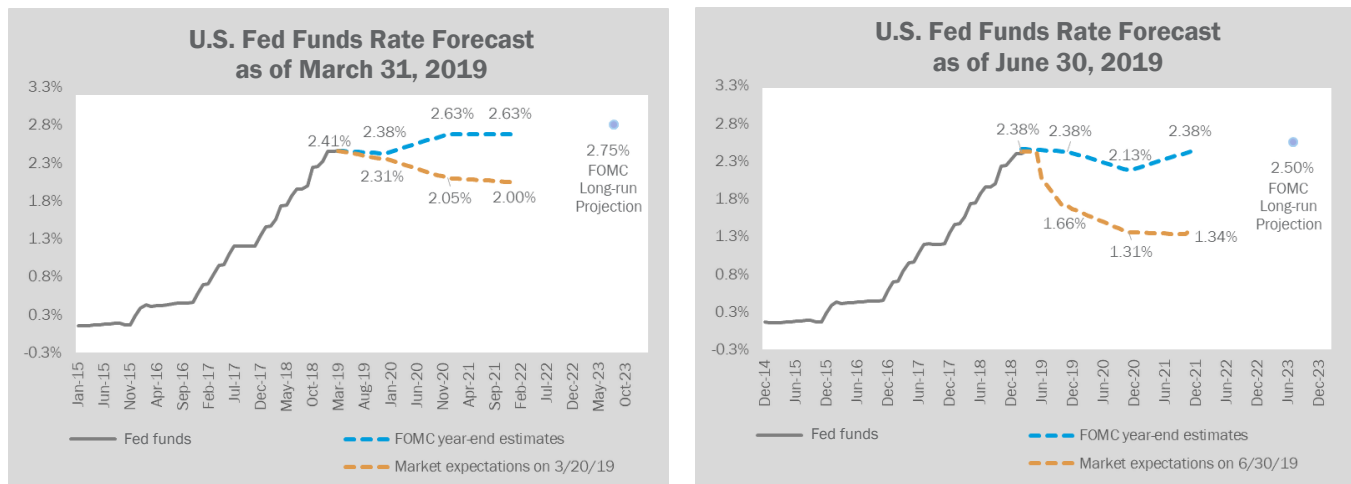 U.S. Fed Funds Rate Forecast
as of March 31, 2019
3.3%
2.8%
2.3%
1.8%
1.3%
0.8%
0.3%
-0.3%
2.41%
2.38%
2.63%
2.63%
2.31%
2.05%
2.00%
2.75%
FOMC
Long-run
Projection
Jan-15
Jun-15
Nov-15
Apr-16
Sep-16
Feb-17
Jul-17
Dec-17
May-18
Oct-18
Mar-19
Aug-19
Jan-20
Jun-20
Nov-20
Apr-21
Sep-21
Feb-22
Jul-22
Dec-22
May-23
Oct-23
Fed funds
FOMC year-end estimates
Market expectations on 3/20/19
U.S. Fed Funds Rate Forecast
as of June 30, 2019
3.3%
2.8%
2.3%
1.8%
1.3%
0.8%
0.3%
-0.3%
2.38%
2.38%
2.13%
2.38%
1.66%
1.31%
1.34%
2.50%
FOMC
Long-run
Projection
Dec-14
Jun-15
Dec-15
Jun-16
Dec-16
Jun-17
Dec-17
Jun-18
Dec-18
Jun-19
Dec-19
Jun-20
Dec-20
Jun-21
Dec-21
Jun-22
Dec-22
Jun-23
Dec-23
Fed funds
FOMC year-end estimates
Market expectations on 6/30/19